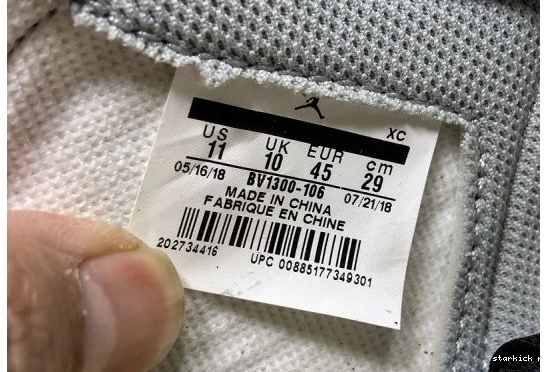 XC
US UK EUR cm
11 10 45 29
05/16/18 BV1300-106 07/21/18
MADE IN CHINA
FABRIQUE EN CHINE
202734416 UPC 00885177349301
starkick